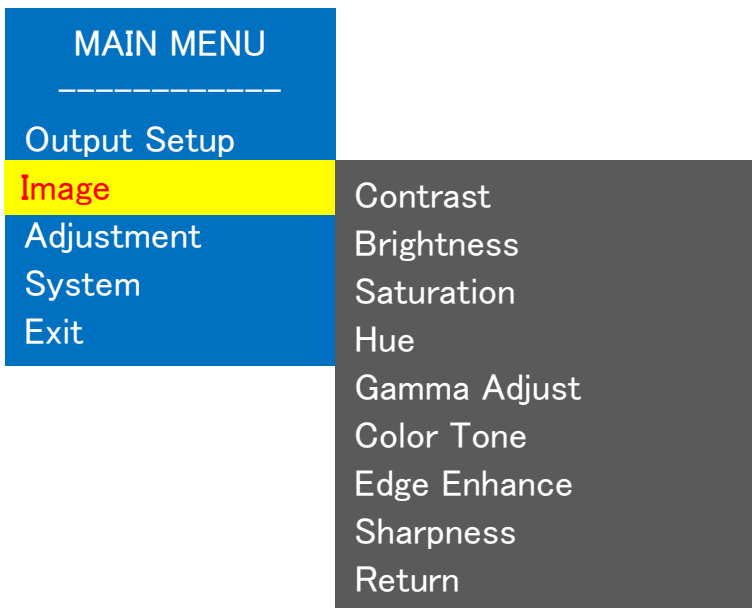 MAIN MENU
------------
Output Setup
Image
Adjustment
System
Exit
Contrast
Brightness
Saturation
Hue
Gamma Adjust
Color Tone
Edge Enhance
Sharpness
Return